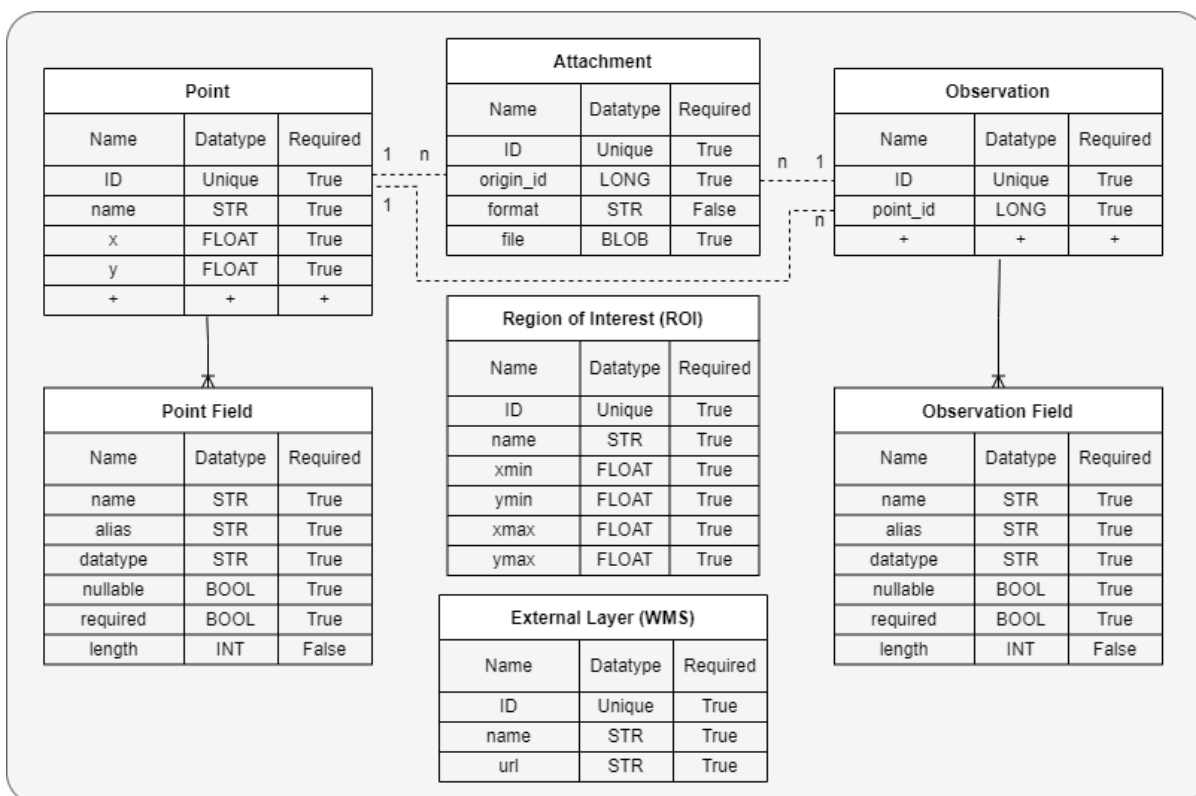 Point
Name Datatype Required
ID Unique True
name STR True
x FLOAT True
y FLOAT True
+ + +
1 n
1
Attachment
Name Datatype Required
ID Unique True
origin_id LONG True
format STR False
file BLOB True
n 1
n
Observation
Name Datatype Required
ID Unique True
point_id LONG True
+ + +
Region of Interest (ROI)
Name Datatype Required
ID Unique True
name STR True
xmin FLOAT True
ymin FLOAT True
xmax FLOAT True
ymax FLOAT True
Point Field
Name Datatype Required
name STR True
alias STR True
datatype STR True
nullable BOOL True
required BOOL True
length INT False
Observation Field
Name Datatype Required
name STR True
alias STR True
datatype STR True
nullable BOOL True
required BOOL True
length INT False
External Layer (WMS)
Name Datatype Required
ID Unique True
name STR True
url STR True